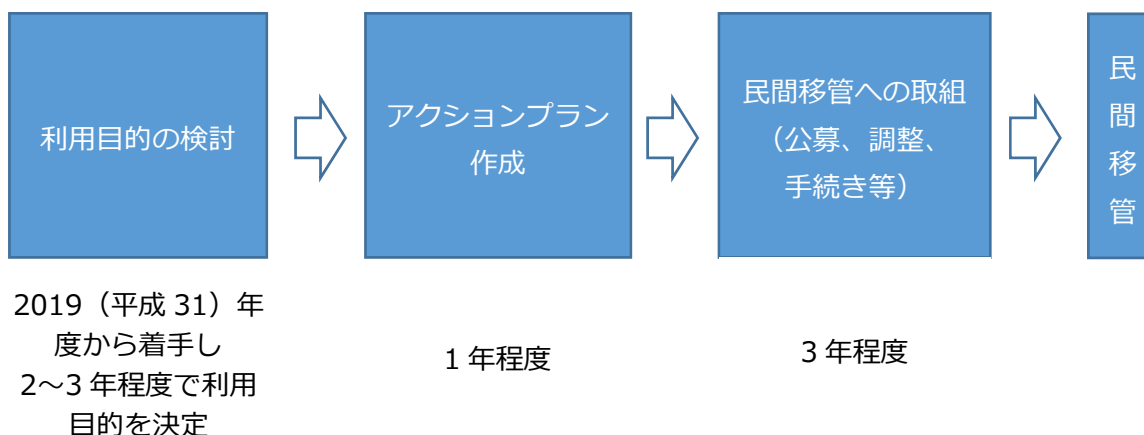 利用目的の検討
アクションプラン
作成
民間移管への取組
(公募、調整、
手続き等)
民
間
移
管
2019(平成 31)年
度から着手し
2~3 年程度で利用
目的を決定
1 年程度
3 年程度